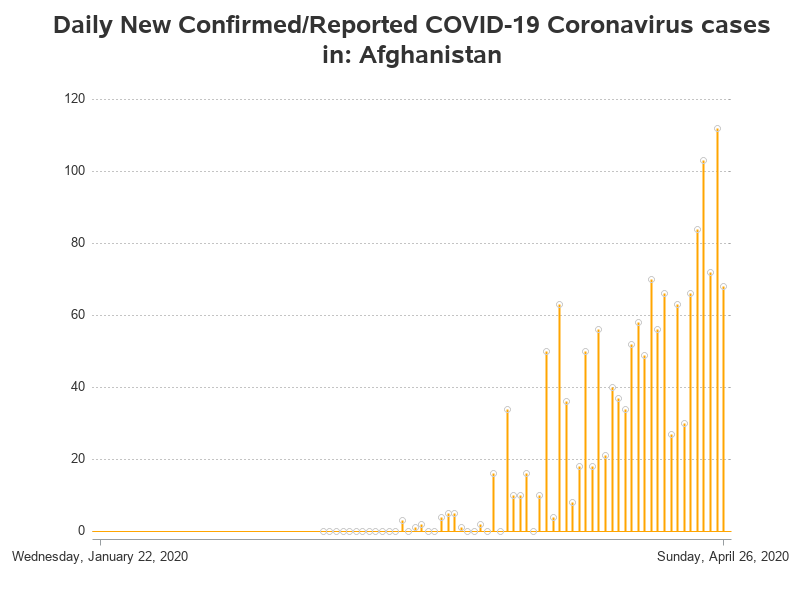 Daily New Confirmed/Reported COVID-19 Coronavirus cases
in: Afghanistan
120
100
80
60
40
20
0
Wednesday, January 22, 2020
Sunday, April 26, 2020